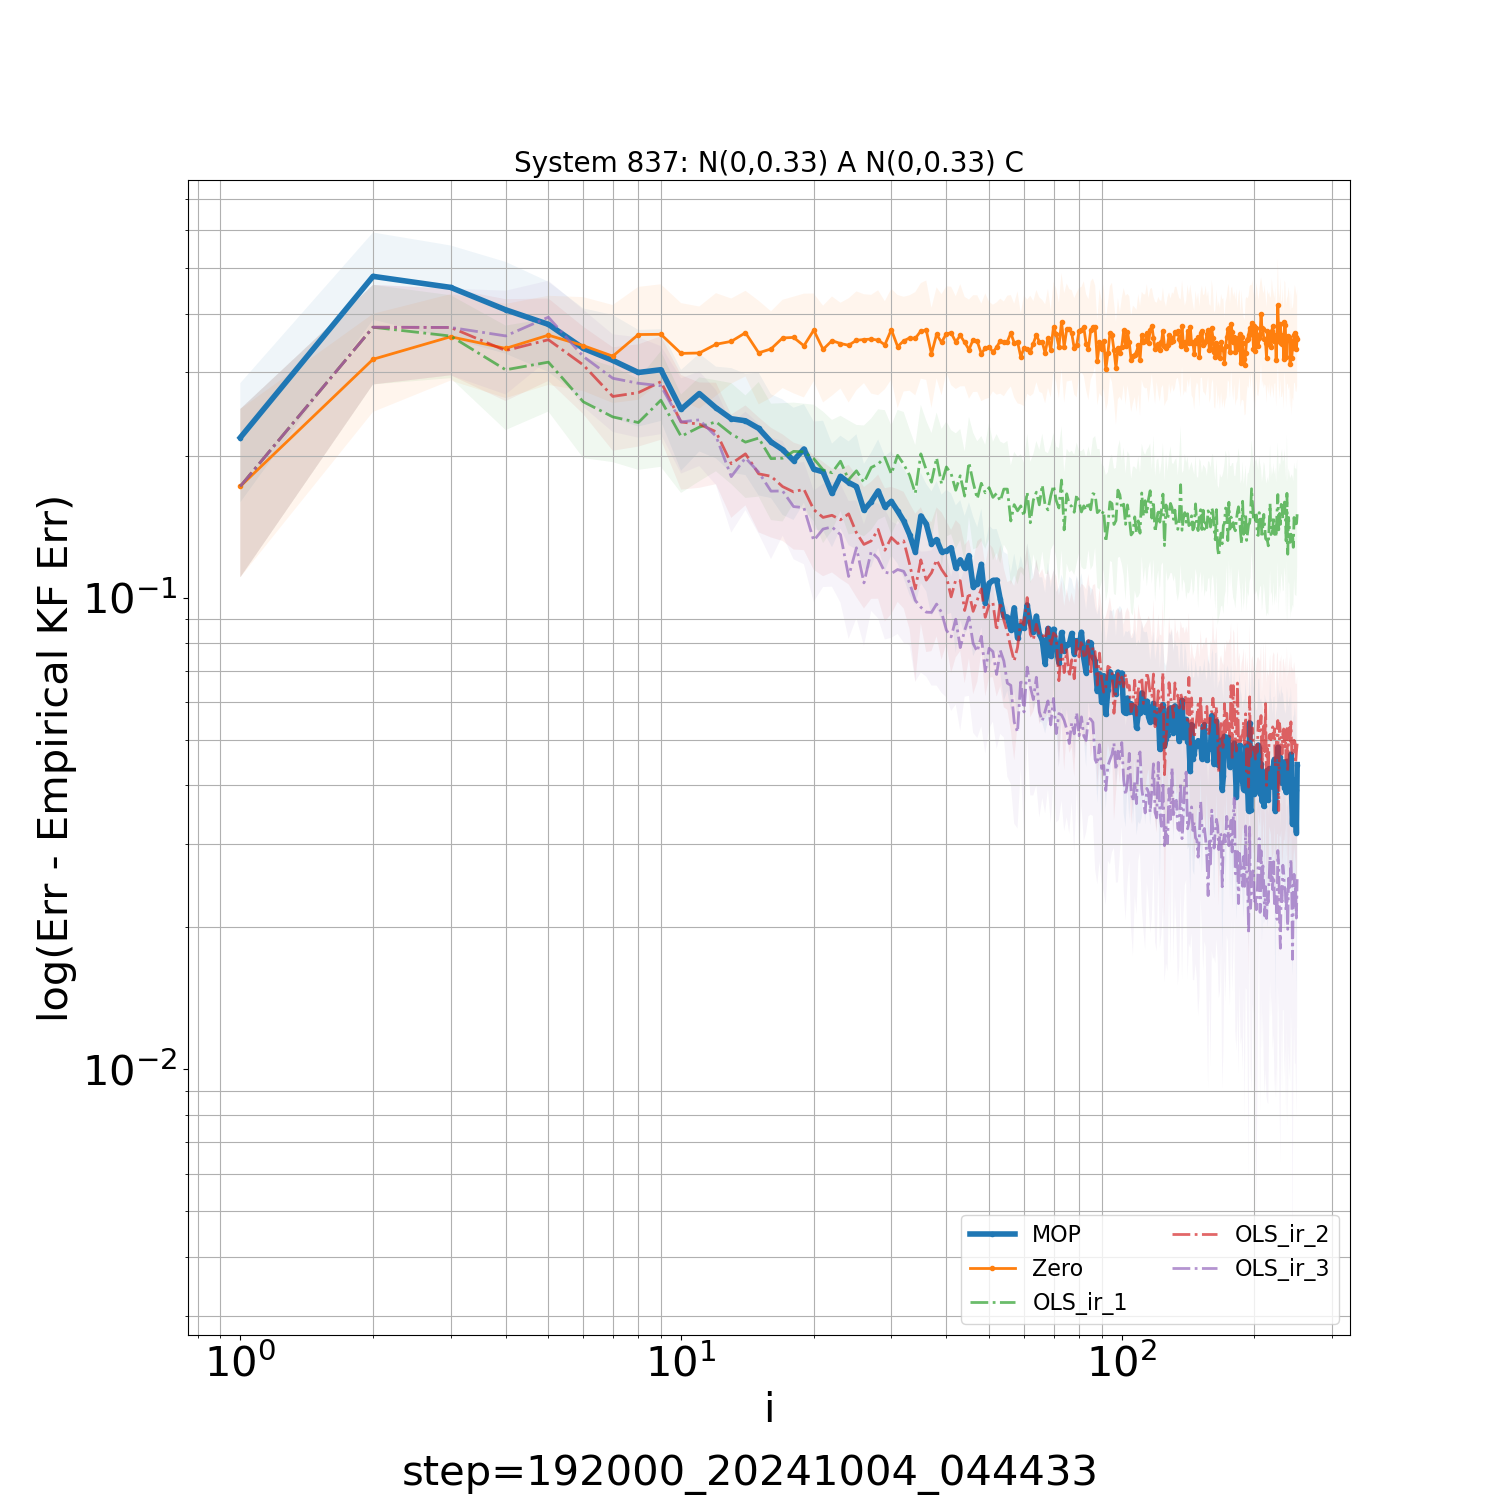 System 837: N(0,0.33) A N(0,0.33) C
log(Err - Empirical KF Err)
10⁻¹
10⁻²
MOP
Zero
OLS_ir_1
OLS_ir_2
OLS_ir_3
10⁰
10¹
10²
i
step=192000_20241004_044433